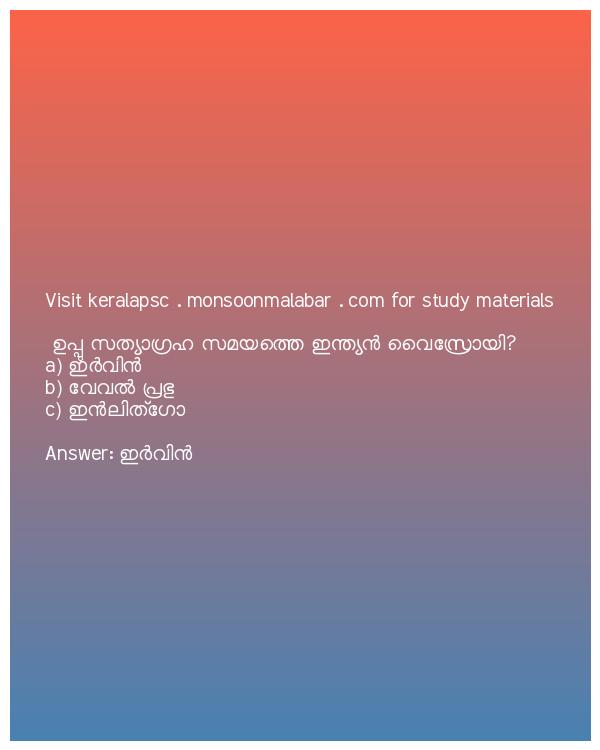 Visit keralapsc . monsoonmalabar . com for study materials
ഉപ്പു സത്യാഗ്രഹ സമയത്തെ ഇന്ത്യൻ വൈസ്രോയി?
a) ഇർവിൻ
b) വേവൽ പ്രഭു
c) ഇൻലിത്ഗോ
Answer: ഇർവിൻ